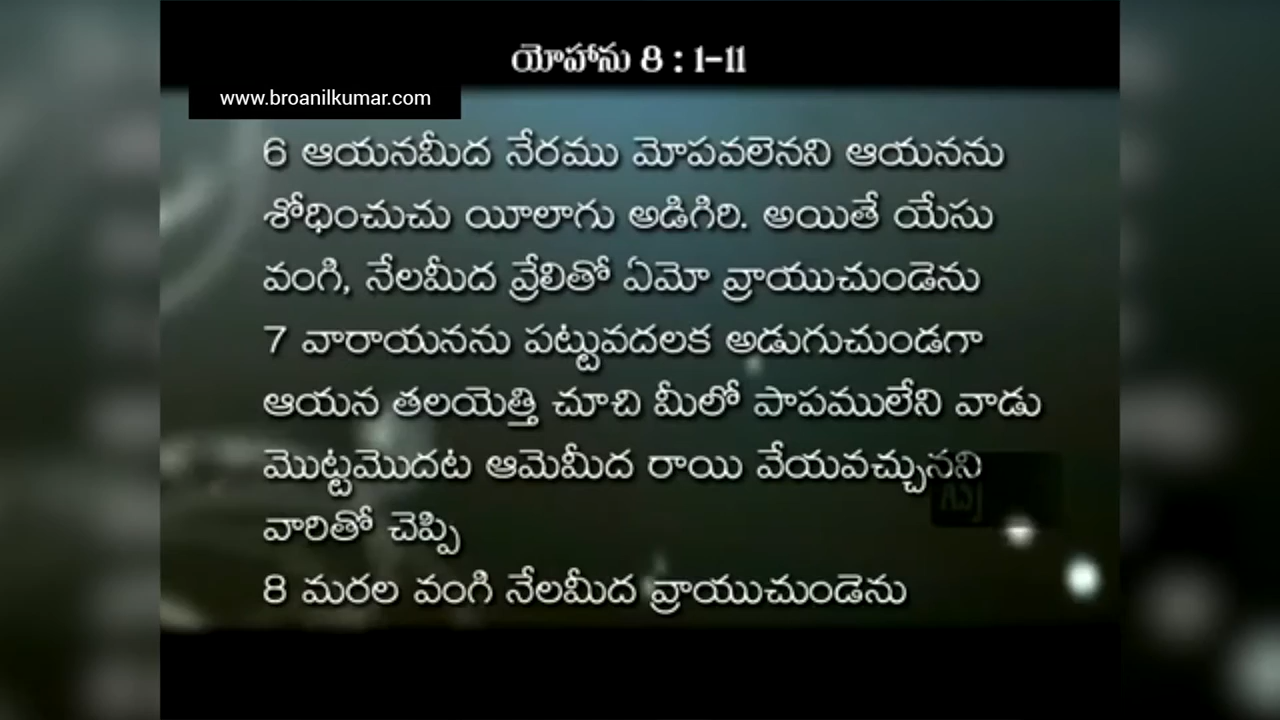 యోహాను 8 : 1-11
www.broanilkumar.com
6 ఆయనమీద నేరము మోపవలెనని ఆయనను
శోధించుచు యీలాగు అడిగిరి. అయితే యేసు
వంగి, నేలమీద వ్రేలితో ఏమో వ్రాయుచుండెను
7 వారాయనను పట్టువదలక అడుగుచుండగా
ఆయన తలయెత్తి చూచి మీలో పాపములేని వాడు
మొట్టమొదట ఆమెమీద రాయి వేయవచ్చునని
వారితో చెప్పి
8 మరల వంగి నేలమీద వ్రాయుచుండెను